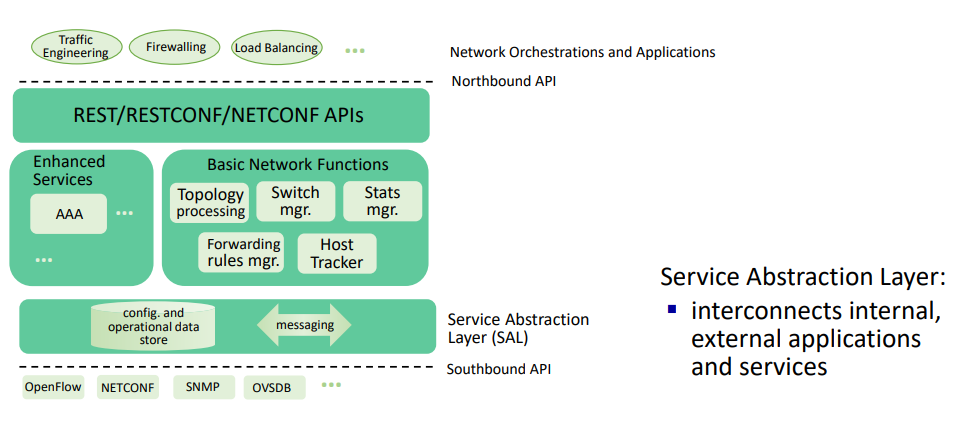 Traffic
Engineering
Firewalling
Load Balancing
Network Orchestrations and Applications
Northbound API
REST/RESTCONF/NETCONF APIs
Enhanced
Services
AAA
Basic Network Functions
Topology
processing
Switch
mgr.
Stats
mgr.
Forwarding
rules mgr.
Host
Tracker
config. and
operational data
store
messaging
Service Abstraction
Layer (SAL)
Southbound API
OpenFlow
NETCONF
SNMP
OVSDB
Service Abstraction Layer:
interconnects internal,
external applications
and services